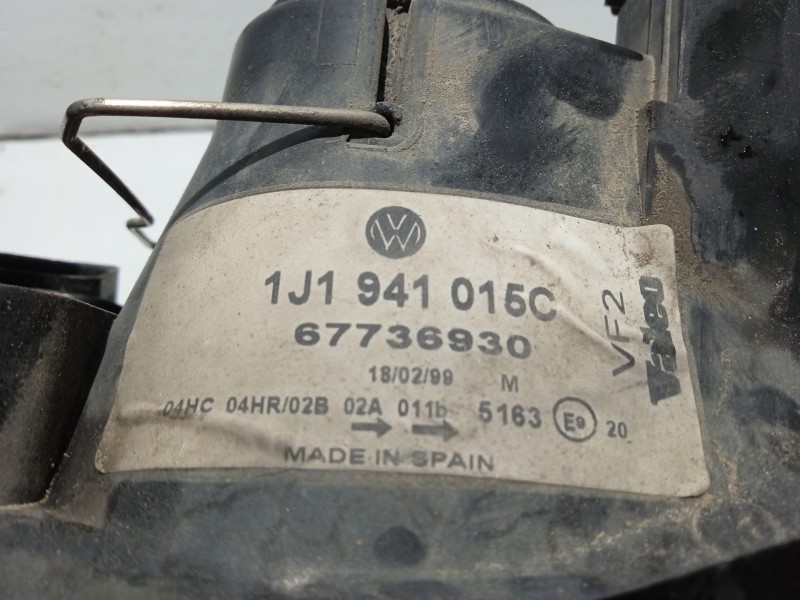 VW
1J1 941 015C
67736930
18/02/99 M
04HC 04HR/02B 02A 011b 5163 E9 20
MADE IN SPAIN
VF2
Valeo